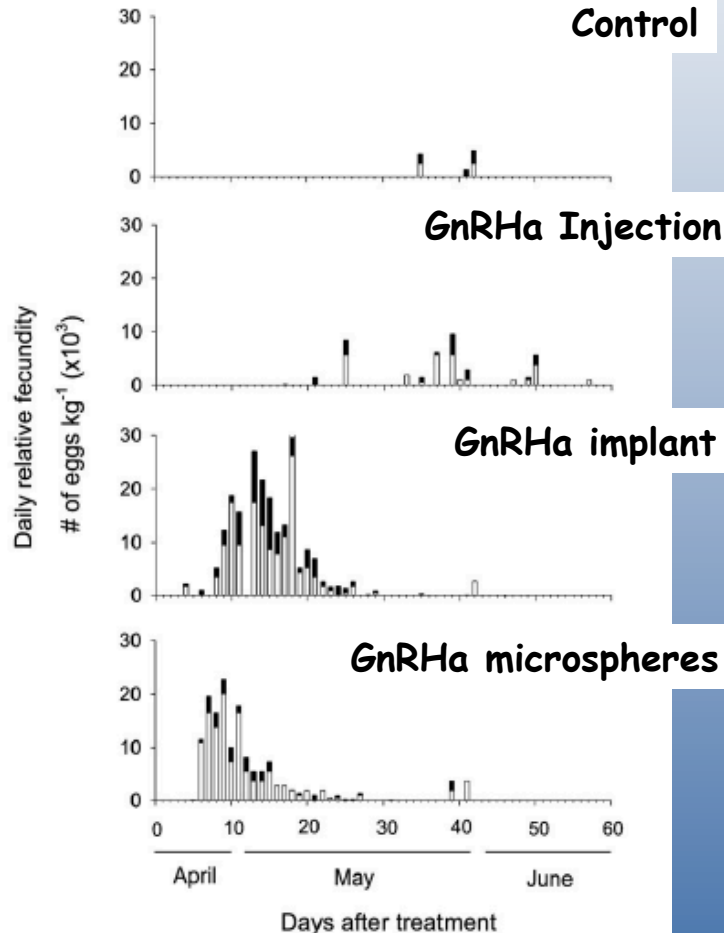 Control
30
20
10
0
GnRHa Injection
30
20
10
0
Daily relative fecundity
# of eggs kg⁻¹ (x10³)
GnRHa implant
30
20
10
0
GnRHa microspheres
30
20
10
0
0 10 20 30 40 50 60
April May June
Days after treatment